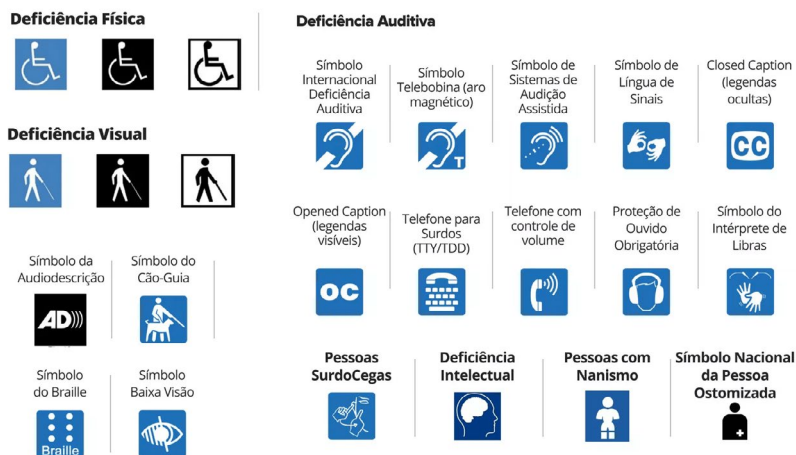 Deficiência Física
Deficiência Visual
Símbolo da
Audiodescrição
AD
Símbolo do
Cão-Guia
Símbolo
do Braille
Braille
Símbolo
Baixa Visão
Deficiência Auditiva
Símbolo
Internacional
Deficiência
Auditiva
Símbolo
Telebobina (aro
magnético)
T
Símbolo de
Sistemas de
Audição
Assistida
Símbolo de
Língua de
Sinais
Closed Caption
(legendas
ocultas)
CC
Opened Caption
(legendas
visíveis)
OC
Telefone para
Surdos
(TTY/TDD)
Telefone com
controle de
volume
Proteção de
Ouvido
Obrigatória
Símbolo do
Intérprete de
Libras
Pessoas
SurdoCegas
Deficiência
Intelectual
Pessoas com
Nanismo
Símbolo Nacional
da Pessoa
Ostomizada